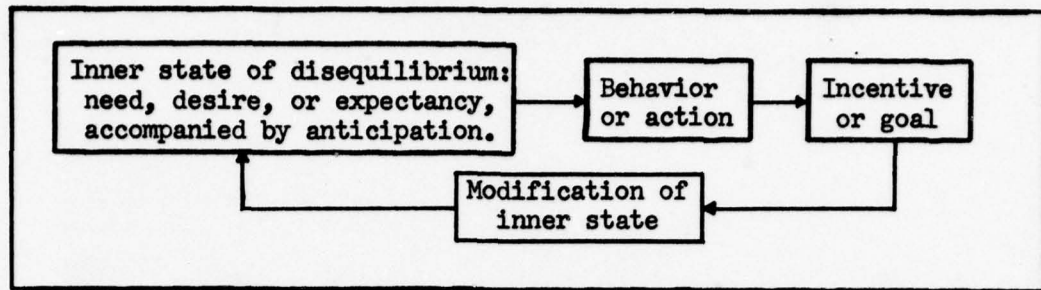 Inner state of disequilibrium:
need, desire, or expectancy,
accompanied by anticipation.
Behavior
or action
Incentive
or goal
Modification of
inner state